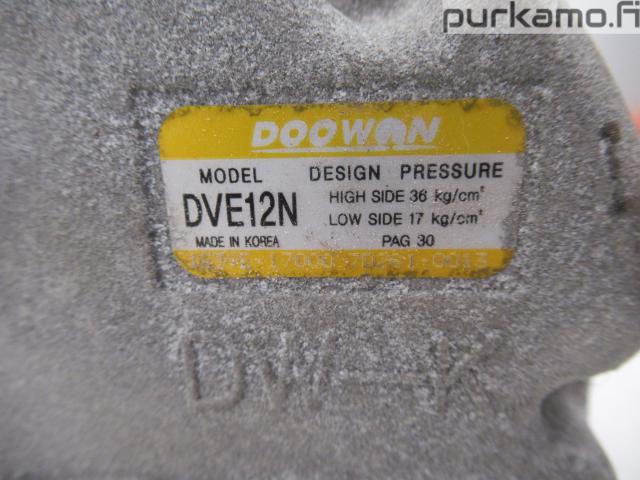 purkamo.fi
DOOWON
MODEL
DVE12N
MADE IN KOREA
DESIGN PRESSURE
HIGH SIDE 36 kg/cm²
LOW SIDE 17 kg/cm²
PAG 30